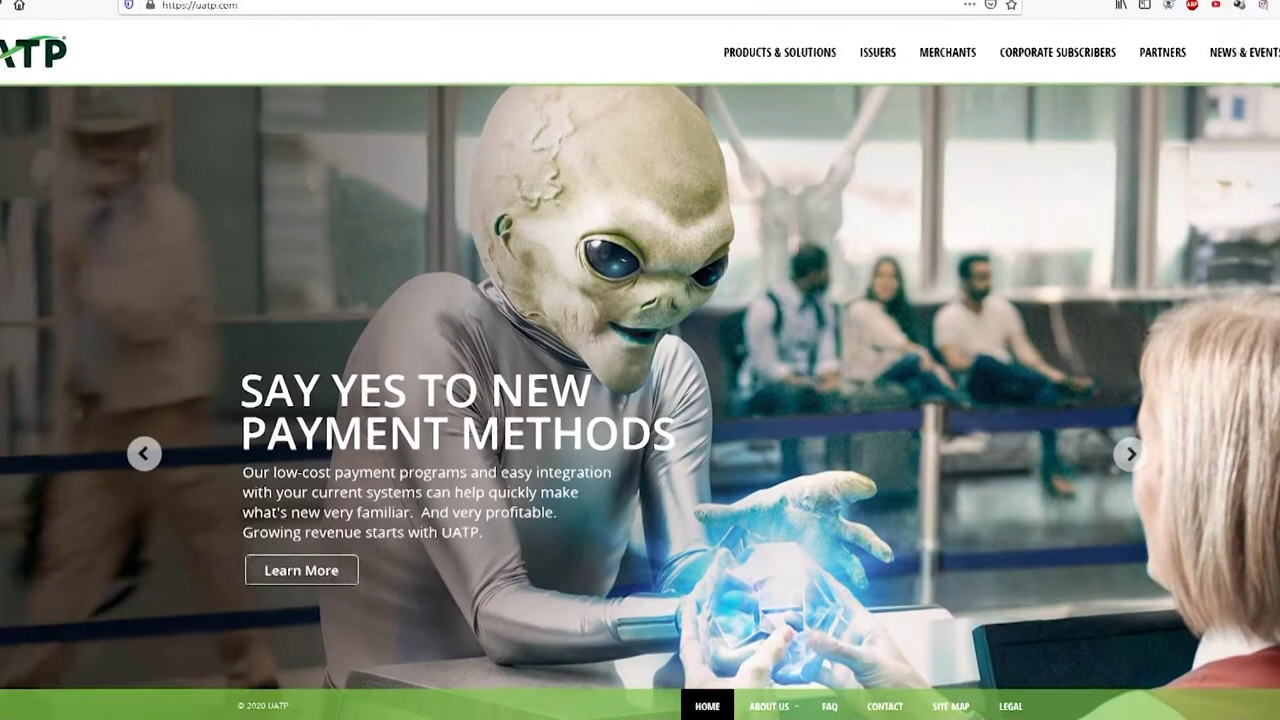 https://uatp.com
ATP
PRODUCTS & SOLUTIONS ISSUERS MERCHANTS CORPORATE SUBSCRIBERS PARTNERS NEWS & EVENTS
SAY YES TO NEW
PAYMENT METHODS
Our low-cost payment programs and easy integration
with your current systems can help quickly make
what's new very familiar. And very profitable.
Growing revenue starts with UATP.
Learn More
© 2020 UATP HOME ABOUT US FAQ CONTACT SITE MAP LEGAL